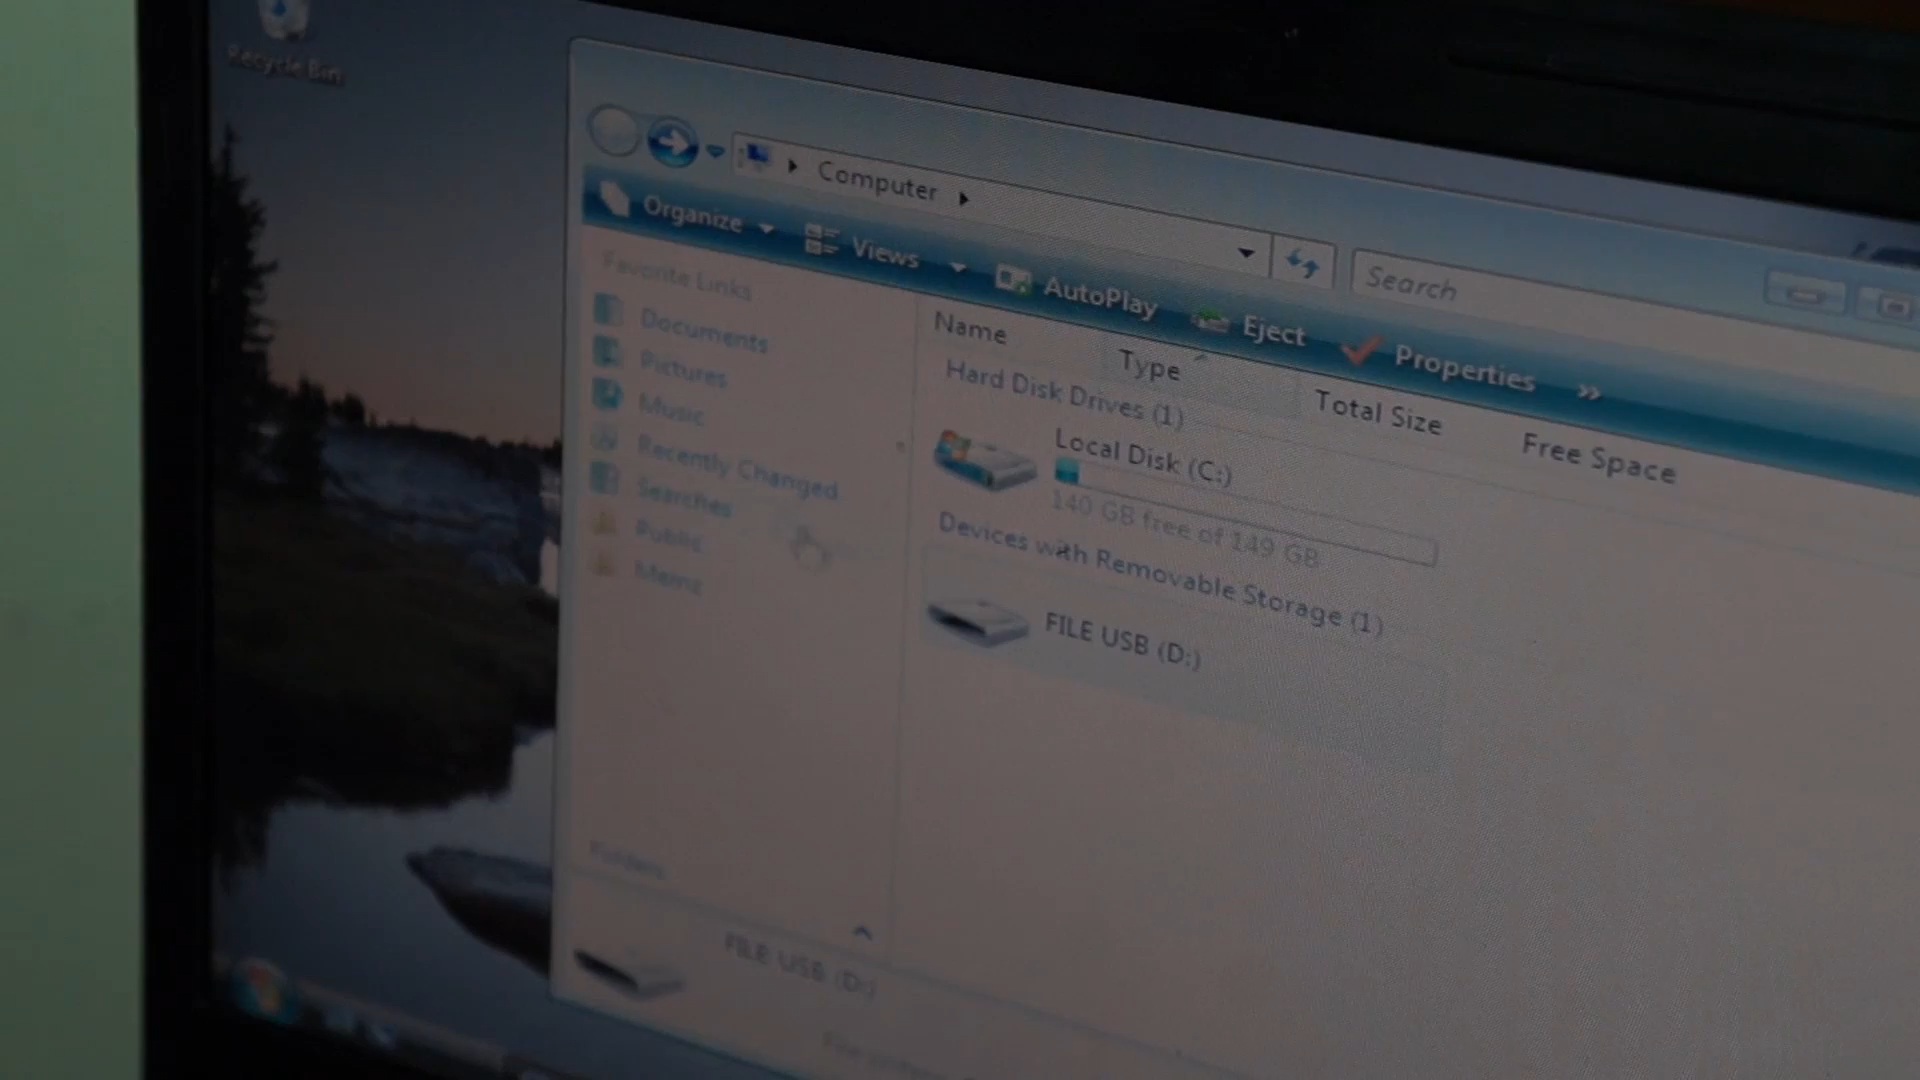 Recycle Bin
Computer
Search
Organize
Views
AutoPlay
Eject
Properties
Favorite Links
Documents
Pictures
Music
Recently Changed
Searches
Public
Folders
Name
Type
Total Size
Free Space
Hard Disk Drives (1)
Local Disk (C:)
140 GB free of 149 GB
Devices with Removable Storage (1)
FILE USB (D:)
FILE USB (D:)